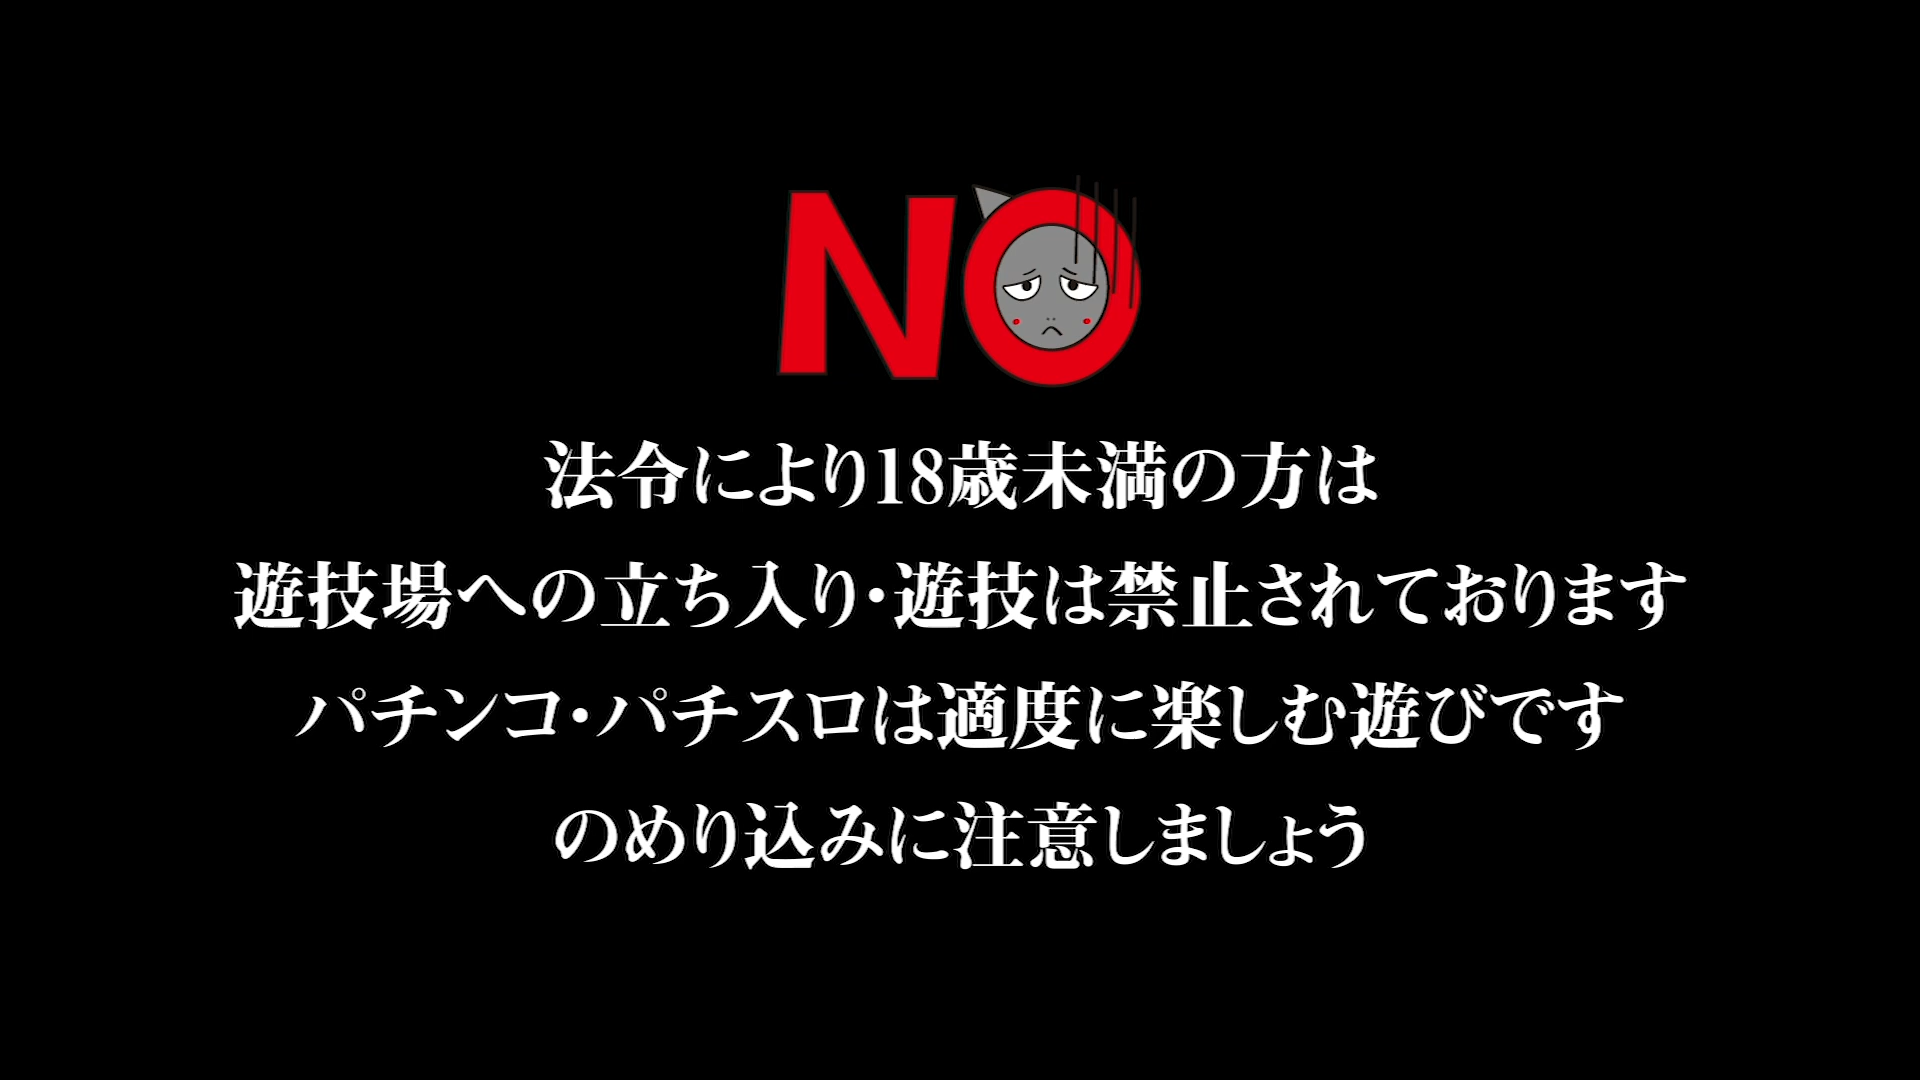 NO
法令により18歳未満の方は
遊技場への立ち入り・遊技は禁止されております
パチンコ・パチスロは適度に楽しむ遊びです
のめり込みに注意しましょう